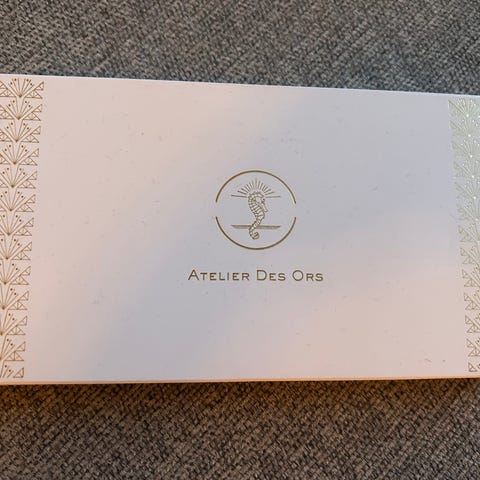 Atelier Des Ors